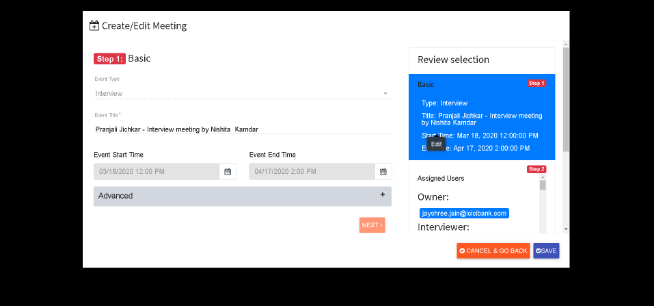 Create/Edit Meeting
Step 1: Basic
Event Type
Interview
Event Title *
Pranjali Jichkar - Interview meeting by Nishita Kamdar
Event Start Time
Event End Time
03/18/2020 12:00 PM
04/17/2020 2:00 PM
Advanced +
NEXT ›
Review selection
Basic
Step 1
Type: Interview
Title: Pranjali Jichkar - Interview meeting
by Nishita Kamdar
Start Time: Mar 18, 2020 12:00:00 PM
Edit
Time: Apr 17, 2020 2:00:00 PM
Step 2
Assigned Users
Owner:
jayshree.jain@icicibank.com
Interviewer:
CANCEL & GO BACK
SAVE